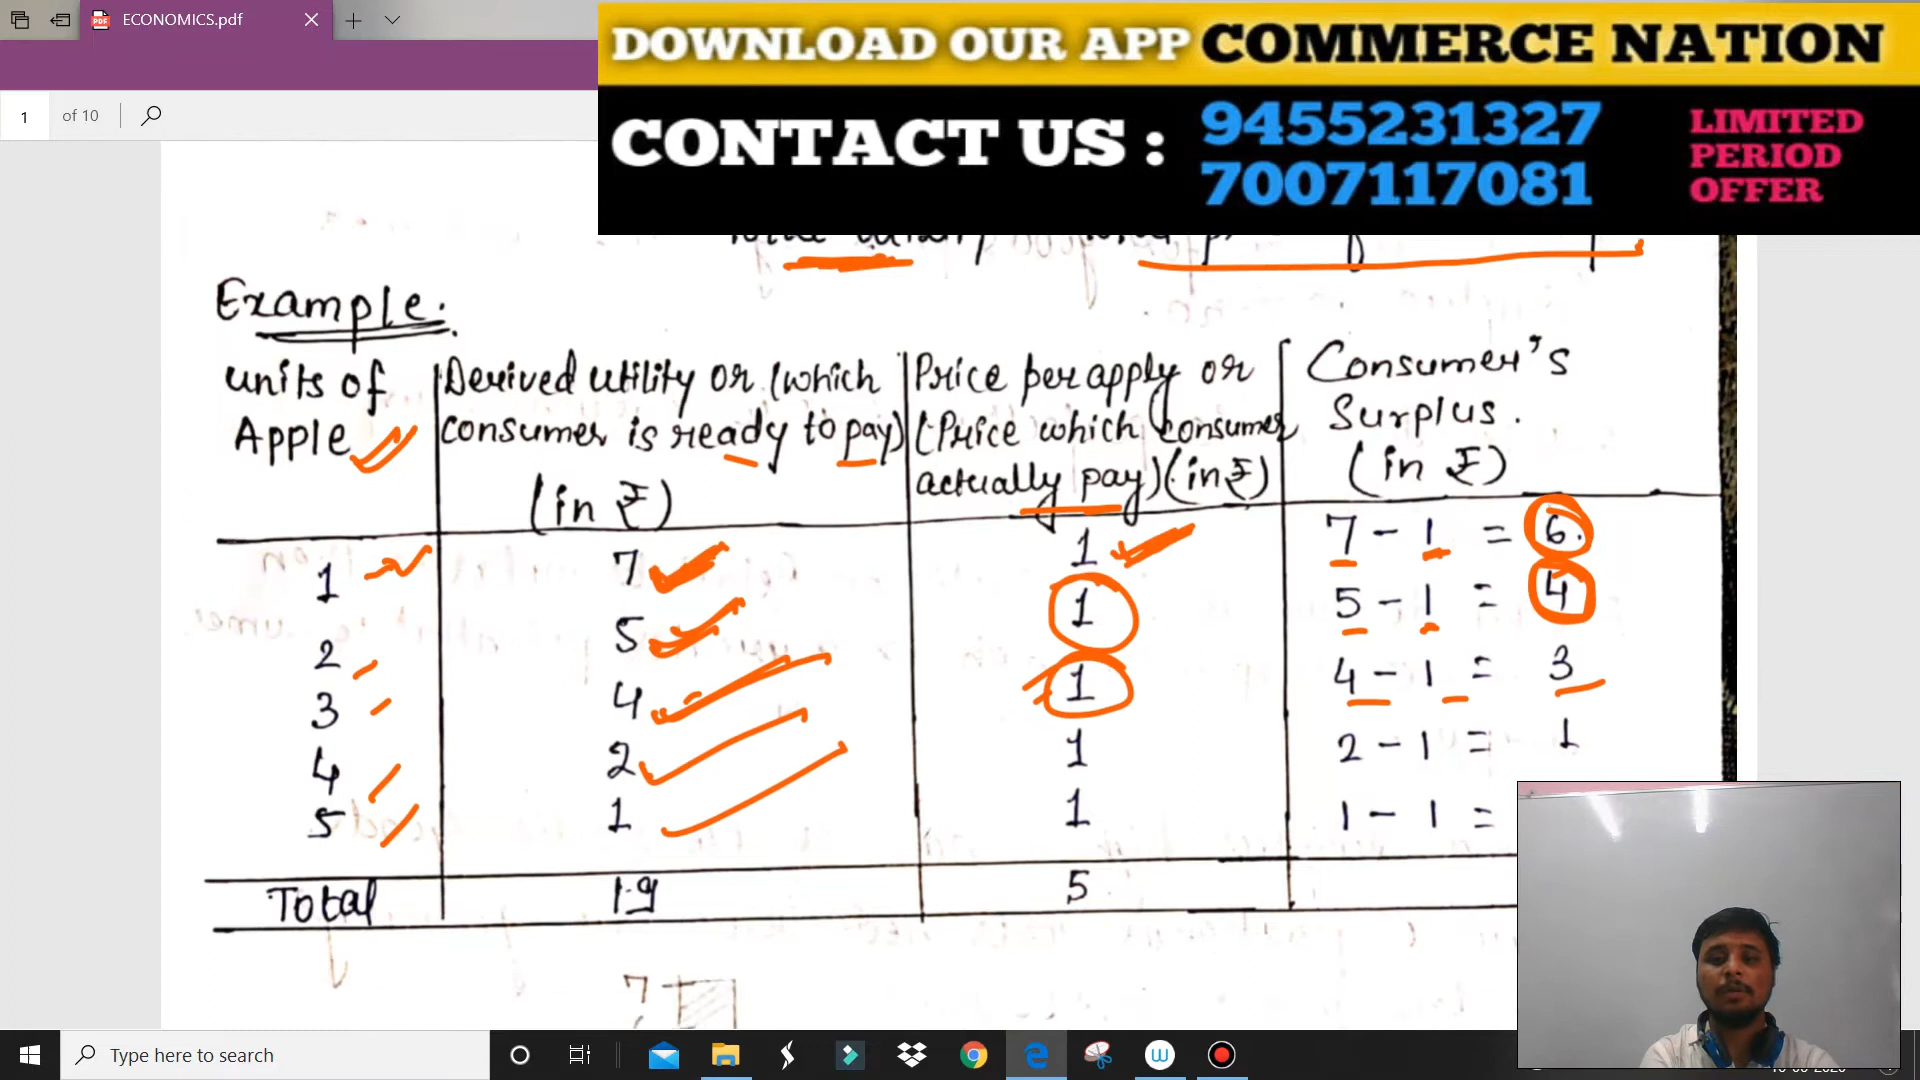 ECONOMICS.pdf
DOWNLOAD OUR APP COMMERCE NATION
CONTACT US :
9455231327
7007117081
LIMITED
PERIOD
OFFER
1 of 10
Example.
units of Apple
Derived utility or (which consumer is ready to pay) (in ₹)
Price per apply or (Price which consumer actually pay) (in ₹)
Consumer's Surplus. (in ₹)
1 7 1 7 - 1 = 6.
2 5 1 5 - 1 = 4
3 4 1 4 - 1 = 3
4 2 1 2 - 1 = 1
5 1 1 1 - 1 =
Total 19 5
7
Type here to search